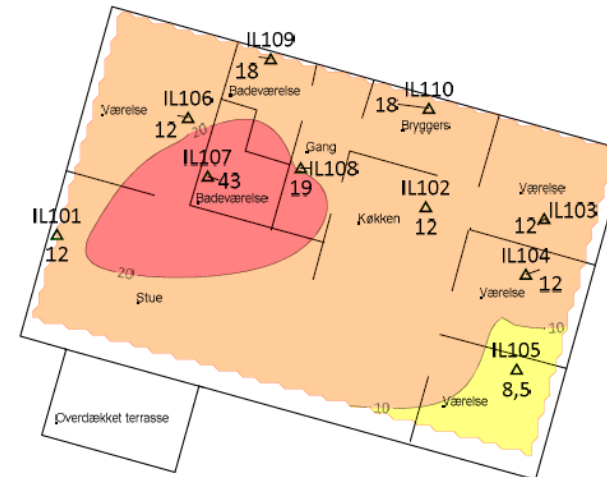 IL109
18
Badeværelse
IL110
18
Bryggers
Værelse
IL106
12
20
Gang
IL107
43
IL108
19
Badeværelse
IL102
12
Køkken
Værelse
IL103
12
IL101
12
IL104
12
Værelse
20
Stue
10
IL105
8,5
10
Værelse
Overdækket terrasse